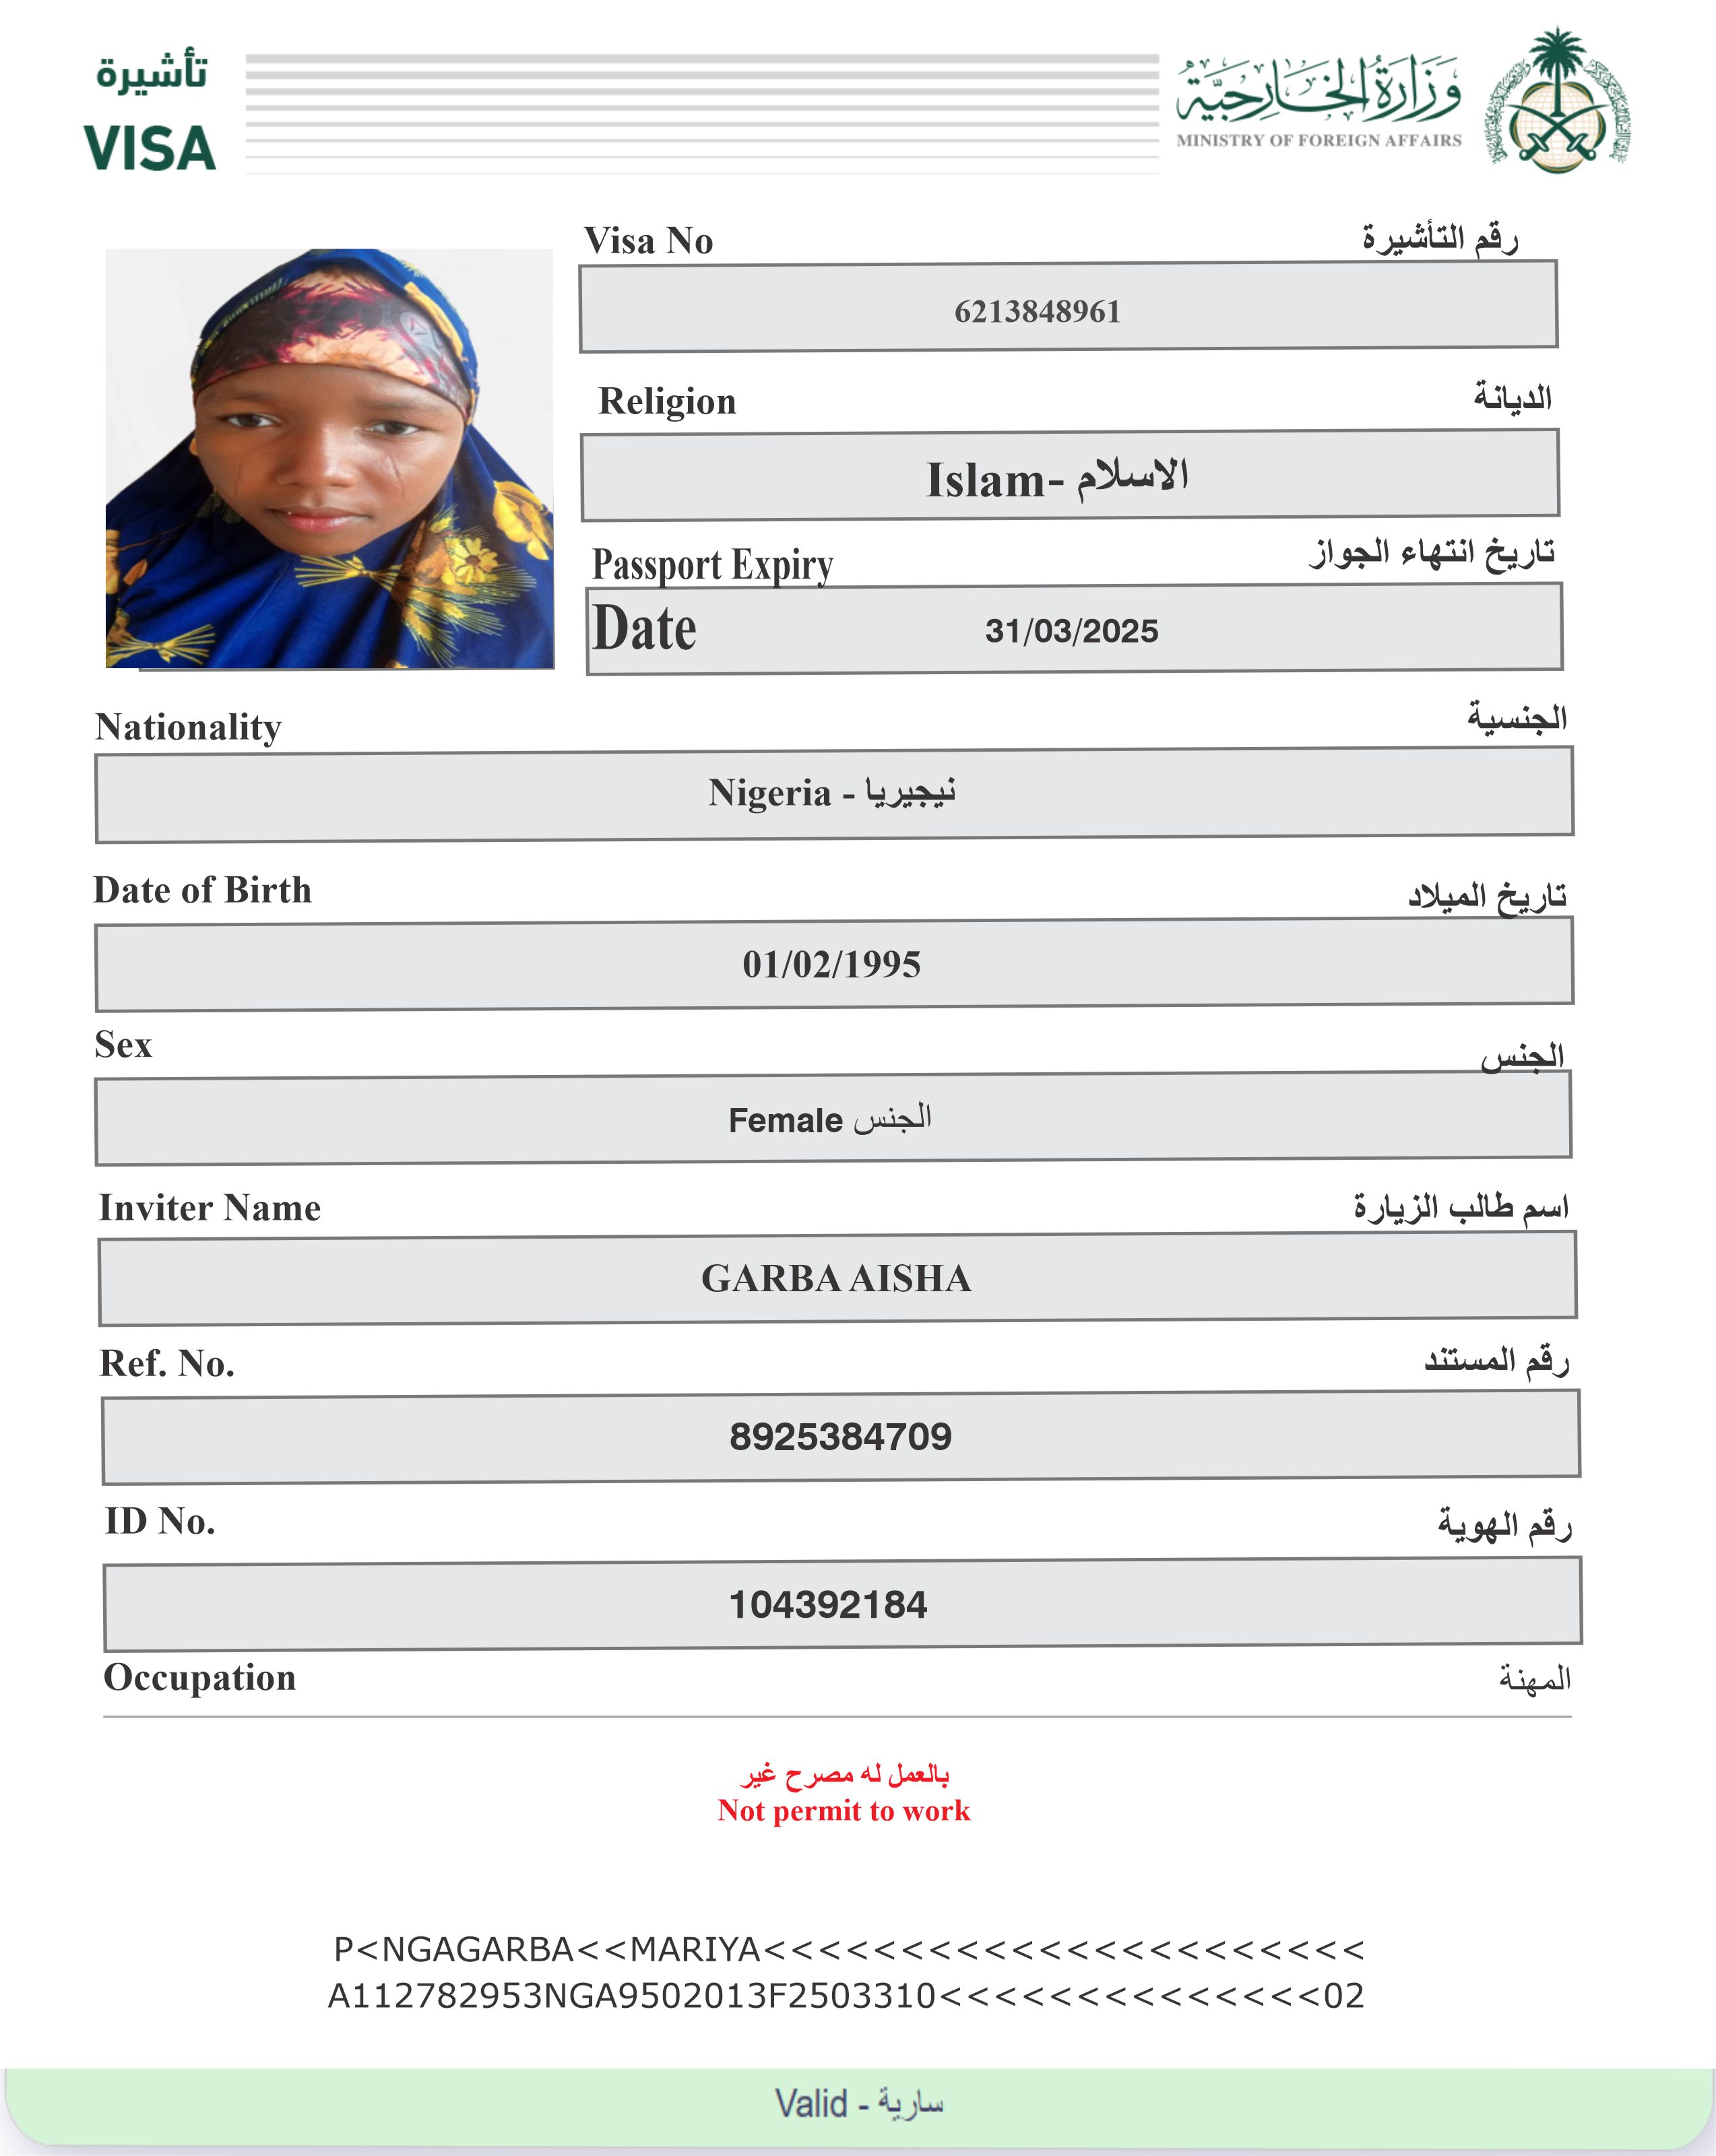 تأشيرة
VISA
وزارة الخارجية
MINISTRY OF FOREIGN AFFAIRS
Visa No رقم التأشيرة
6213848961
Religion الديانة
Islam- الاسلام
Passport Expiry تاريخ انتهاء الجواز
Date 31/03/2025
Nationality الجنسية
Nigeria - نيجيريا
Date of Birth تاريخ الميلاد
01/02/1995
Sex الجنس
Female الجنس
Inviter Name اسم طالب الزيارة
GARBA AISHA
Ref. No. رقم المستند
8925384709
ID No. رقم الهوية
104392184
Occupation المهنة
بالعمل له مصرح غير
Not permit to work
P<NGAGARBA<<MARIYA<<<<<<<<<<<<<<<<<<<<<<
A112782953NGA9502013F2503310<<<<<<<<<<<<<<02
Valid - سارية